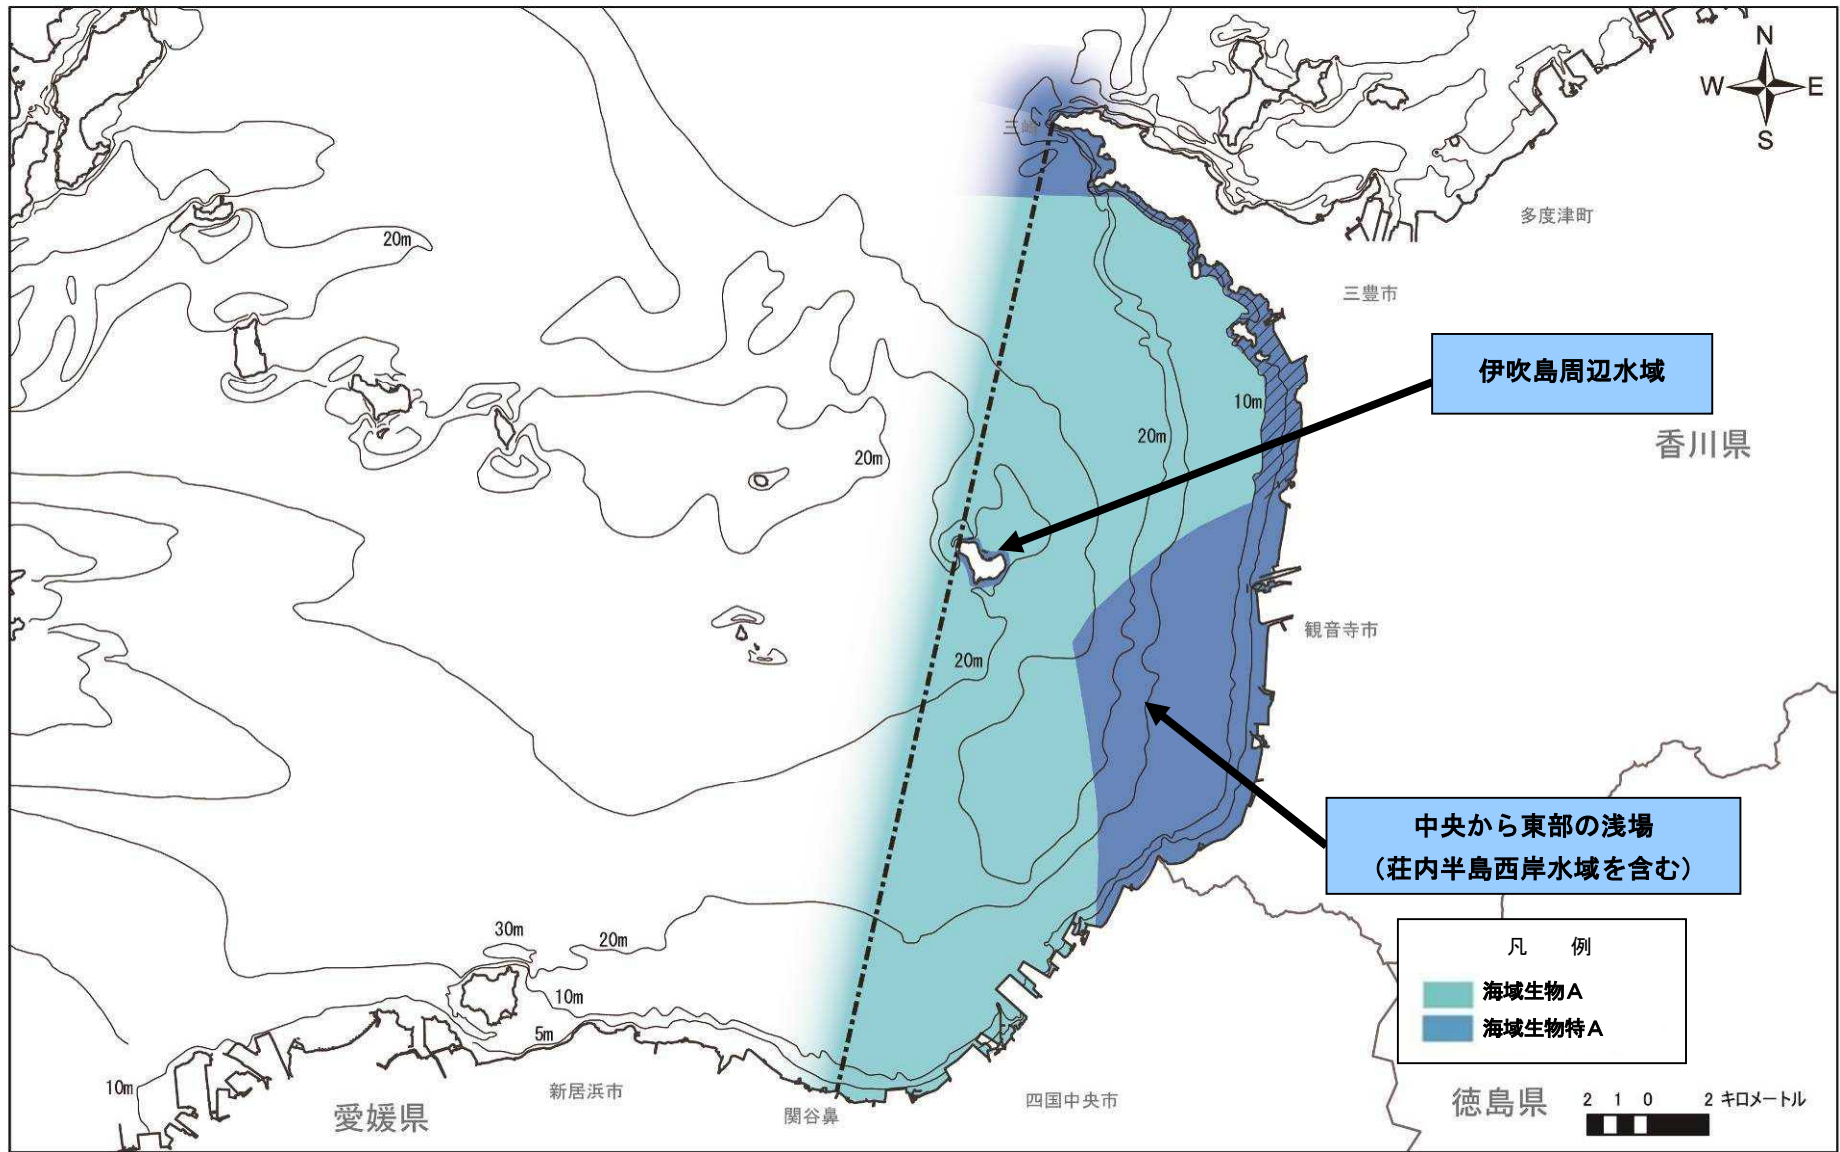 N
W
E
S
三崎
多度津町
三豊市
20m
伊吹島周辺水域
10m
20m
香川県
20m
観音寺市
20m
中央から東部の浅場
(荘内半島西岸水域を含む)
凡 例
海域生物A
海域生物特A
30m
20m
10m
5m
10m
新居浜市
愛媛県
関谷鼻
四国中央市
徳島県
2 1 0 2 キロメートル